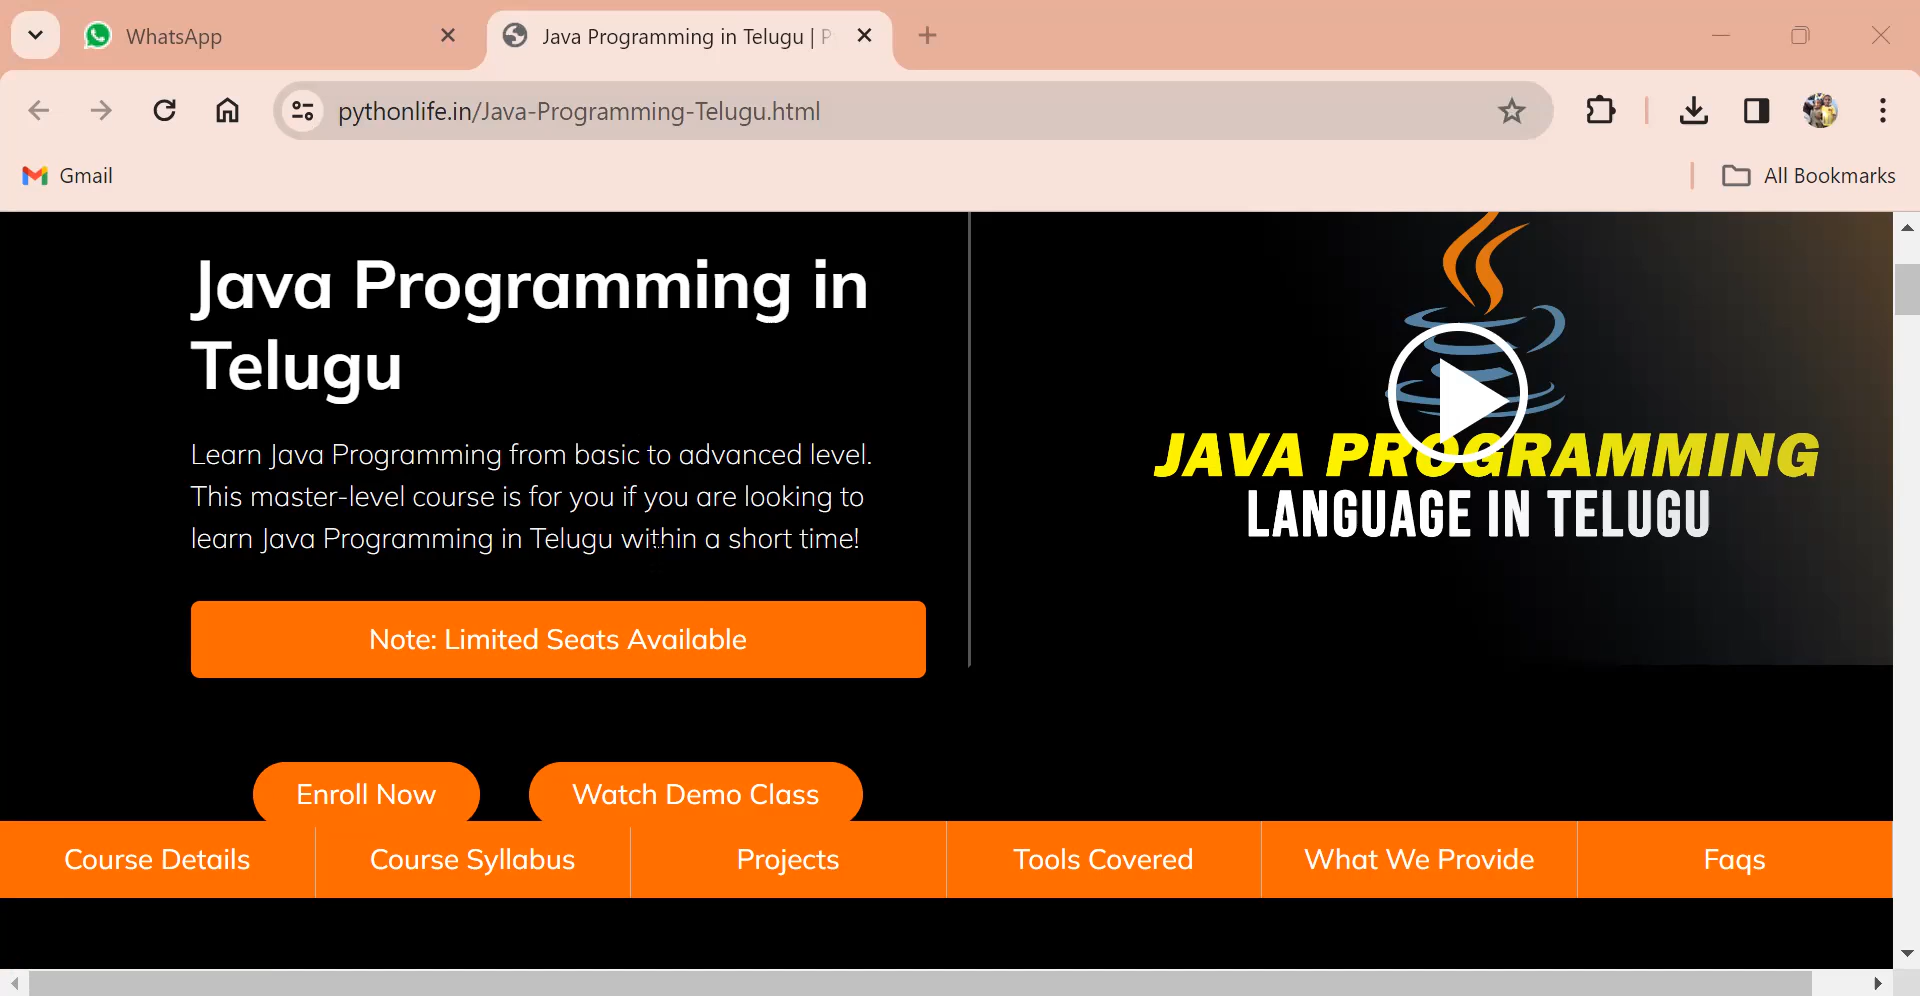 WhatsApp
Java Programming in Telugu | P
pythonlife.in/Java-Programming-Telugu.html
Gmail
All Bookmarks
Java Programming in
Telugu
Learn Java Programming from basic to advanced level.
This master-level course is for you if you are looking to
learn Java Programming in Telugu within a short time!
Note: Limited Seats Available
Enroll Now
Watch Demo Class
JAVA PROGRAMMING
LANGUAGE IN TELUGU
Course Details
Course Syllabus
Projects
Tools Covered
What We Provide
Faqs